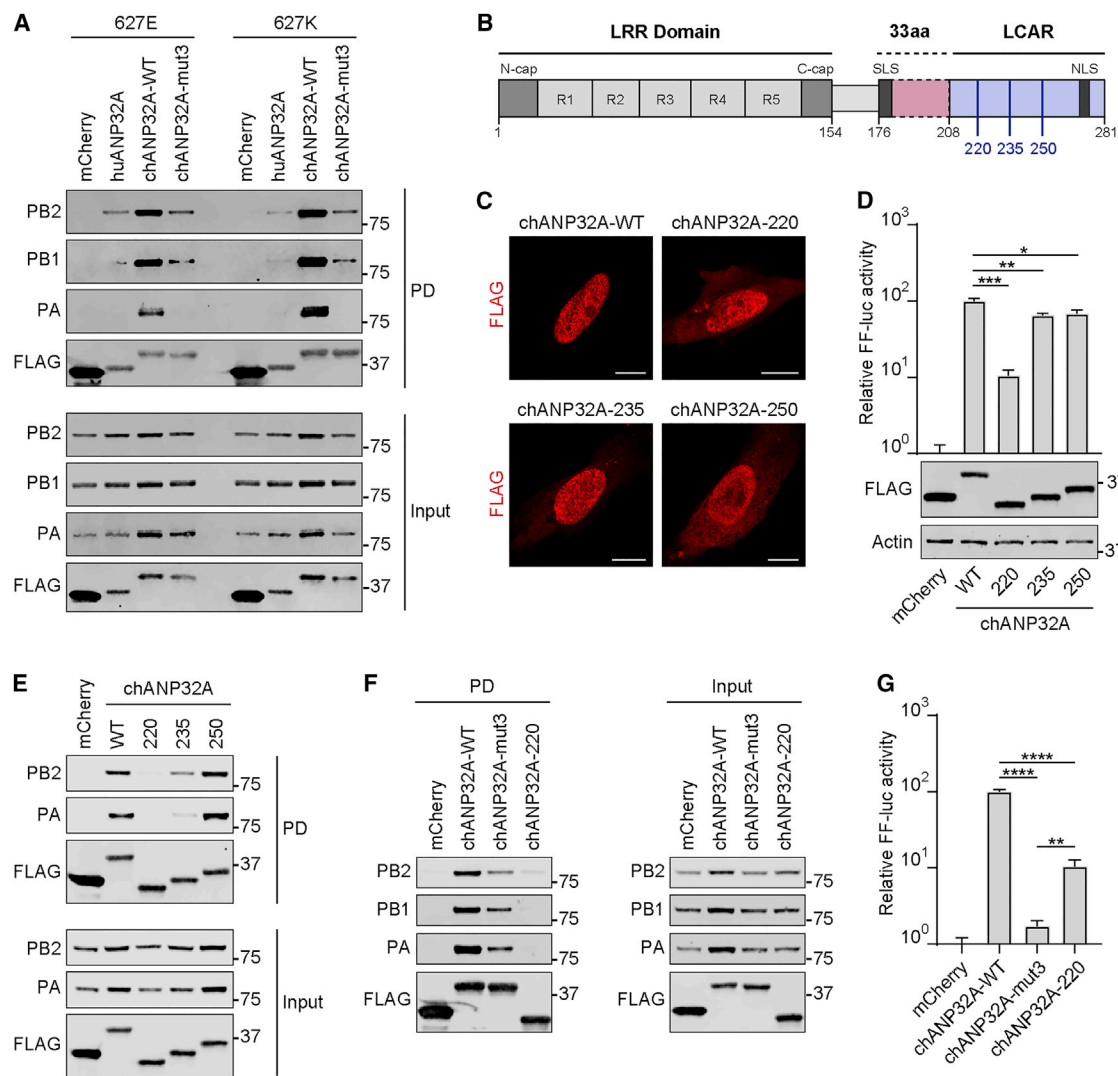 A
627E
627K
mCherry
huANP32A
chANP32A-WT
chANP32A-mut3
mCherry
huANP32A
chANP32A-WT
chANP32A-mut3
PB2
-75
PB1
-75
PD
PA
-75
FLAG
-37
PB2
-75
PB1
-75
Input
PA
-75
FLAG
-37
B
LRR Domain
33aa
LCAR
N-cap
C-cap
SLS
NLS
R1
R2
R3
R4
R5
1
154
176
208
281
220
235
250
C
chANP32A-WT
chANP32A-220
FLAG
chANP32A-235
chANP32A-250
FLAG
D
Relative FF-luc activity
10³
10²
10¹
10⁰
*
**
***
FLAG
Actin
mCherry
WT
220
235
250
chANP32A
E
mCherry
chANP32A
WT
220
235
250
PB2
-75
PA
-75
PD
FLAG
-37
PB2
-75
PA
-75
Input
FLAG
-37
F
PD
Input
mCherry
chANP32A-WT
chANP32A-mut3
chANP32A-220
mCherry
chANP32A-WT
chANP32A-mut3
chANP32A-220
PB2
-75
PB2
-75
PB1
-75
PB1
-75
PA
-75
PA
-75
FLAG
-37
FLAG
-37
G
Relative FF-luc activity
10³
10²
10¹
10⁰
****
****
**
mCherry
chANP32A-WT
chANP32A-mut3
chANP32A-220